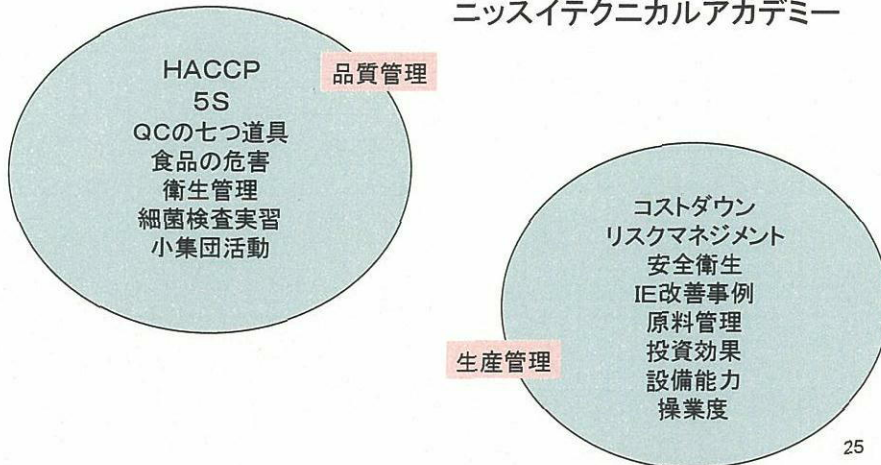 ニッスイテクニカルアカデミー
品質管理
HACCP
5S
QCの七つ道具
食品の危害
衛生管理
細菌検査実習
小集団活動
生産管理
コストダウン
リスクマネジメント
安全衛生
IE改善事例
原料管理
投資効果
設備能力
操業度
25